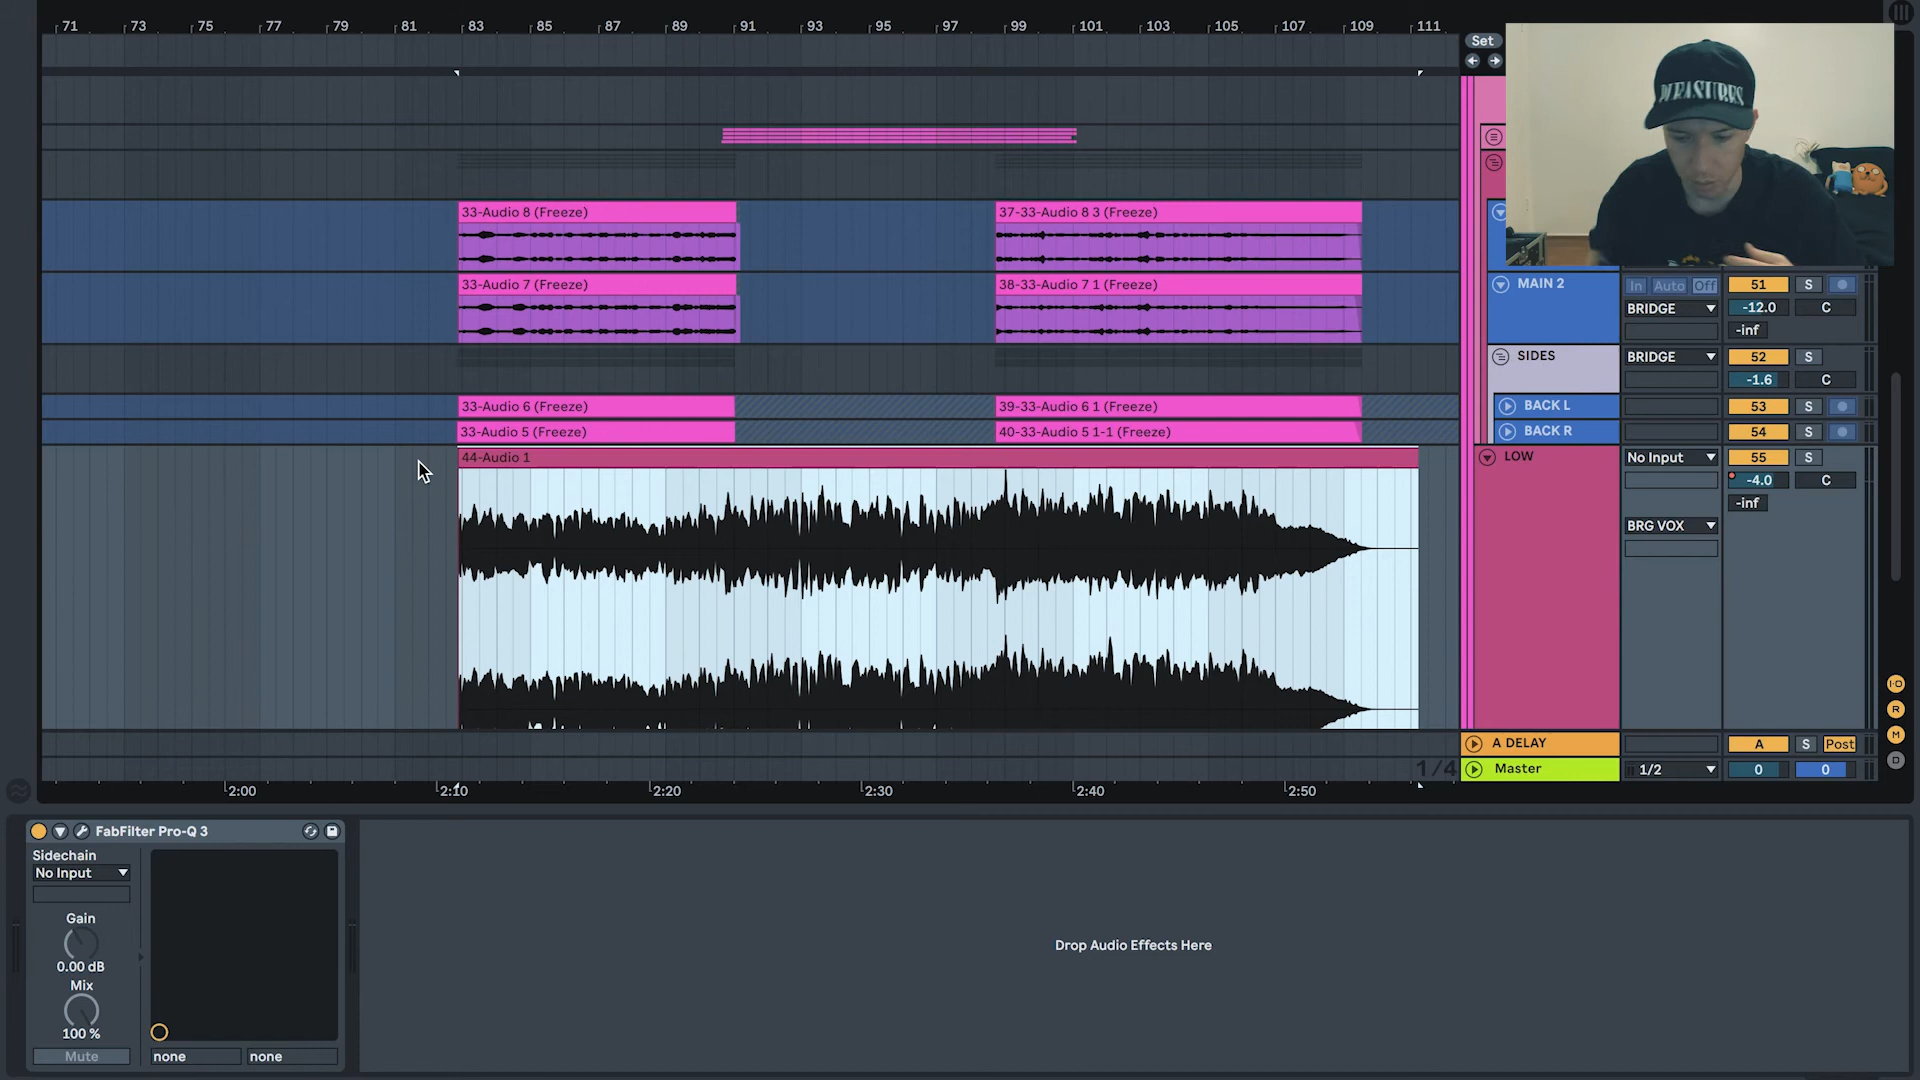 71 73 75 77 79 81 83 85 87 89 91 93 95 97 99 101 103 105 107 109 111
Set
PLEASURES
33-Audio 8 (Freeze) 37-33-Audio 8 3 (Freeze)
33-Audio 7 (Freeze) 38-33-Audio 7 1 (Freeze) MAIN 2 In Auto Off 51 S
BRIDGE -12.0 C
-inf
SIDES BRIDGE 52 S
-1.6 C
33-Audio 6 (Freeze) 39-33-Audio 6 1 (Freeze) BACK L 53 S
33-Audio 5 (Freeze) 40-33-Audio 5 1-1 (Freeze) BACK R 54 S
44-Audio 1 LOW No Input 55 S
-4.0 C
-inf
BRG VOX
I·O
R
M
D
A DELAY A S Post
1/4 Master 1/2 0 0
2:00 2:10 2:20 2:30 2:40 2:50
FabFilter Pro-Q 3
Sidechain
No Input
Gain
0.00 dB
Mix
100 %
Mute none none
Drop Audio Effects Here